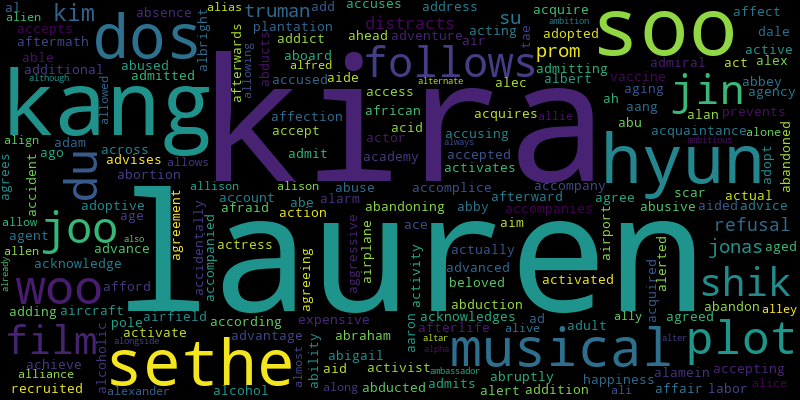 al alias absence kim truman add accuses address acquire affect
alien dos plantation addict distracts su acting adopted ambition dale
accepts albright afterwards aboard ahead adventure air tae soo active
aftermath abused allowing abducts alfred follows prom admiral act alex
able additional admitted accused aide alternate alec admitting vaccine abbey
although allowed access acquires albert jin aging agency
kang kira african allie ah aang prevents
affection acid accusing abu alan alone abandoned
align adam across accept actor always acquaintance ambitious
ago du advises admit academy accepted activates hyun adopt
agrees accident abortion allows allison alison abuse accomplice accompany scar actual
adoptive account abe alarm afterward agree abusive aided advice
allow joo age agreement afraid action abandoning abby accompanies refusal
agent also accidentally accompanied actress ace aim airport jonas aged
allen advance lauren airplane activity actually alerted
already acknowledge aggressive advanced activated acquired shik
woo afford agreeing beloved abduction abandon alley
adding aircraft airfield according expensive aaron acknowledges ad ally agreed
film pole activate advantage abraham afterlife alive adult plot
alcoholic alongside ability altar musical alter
achieve sethe almost abigail activist alpha abruptly happiness alamein accepting
alliance aid ambassador
recruited alexander alcohol along abducted admits alert addition ali affair labor alice